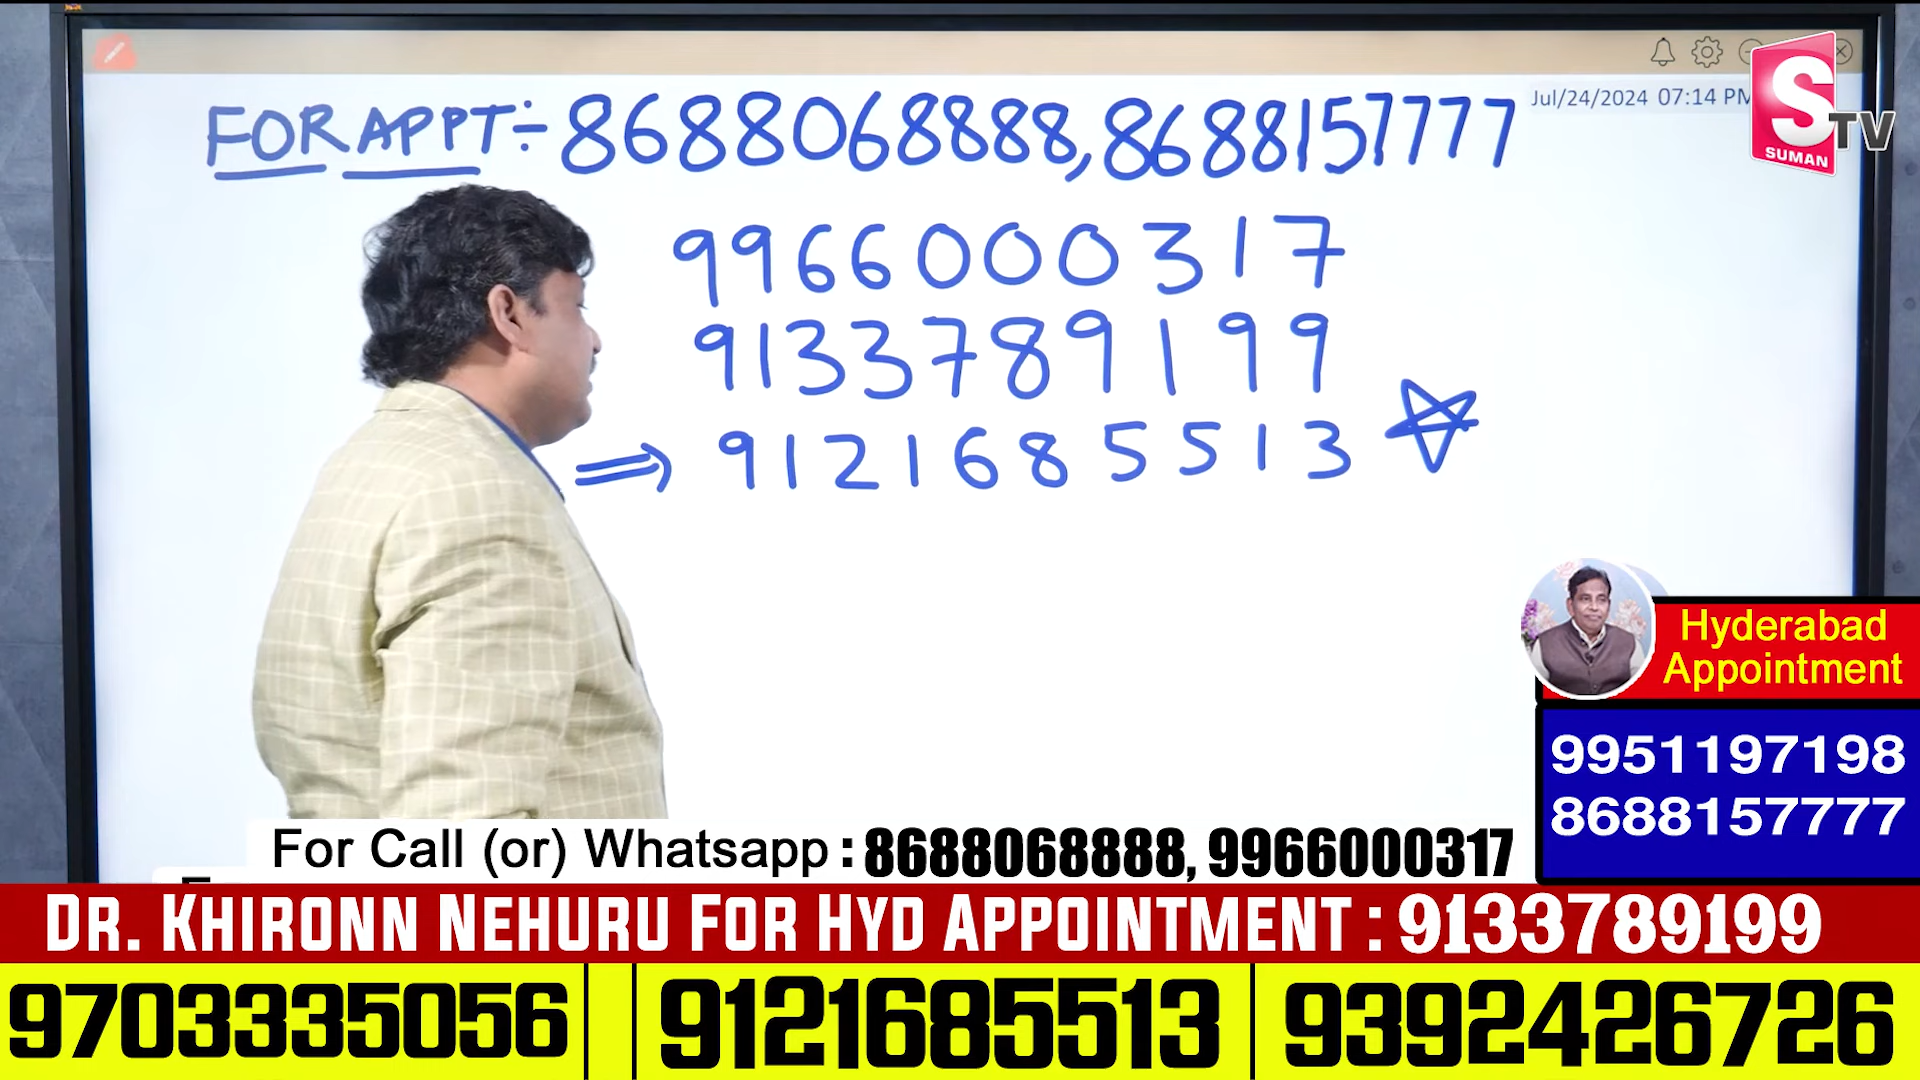 Jul/24/2024 07:14 PM
S TV
SUMAN
FOR APPT÷8688068888, 8688157777
9966000317
9133789199
⇒ 9121685513 ☆
Hyderabad
Appointment
9951197198
8688157777
For Call (or) Whatsapp : 8688068888, 9966000317
DR. KHIRONN NEHURU FOR HYD APPOINTMENT : 9133789199
9703335056 9121685513 9392426726